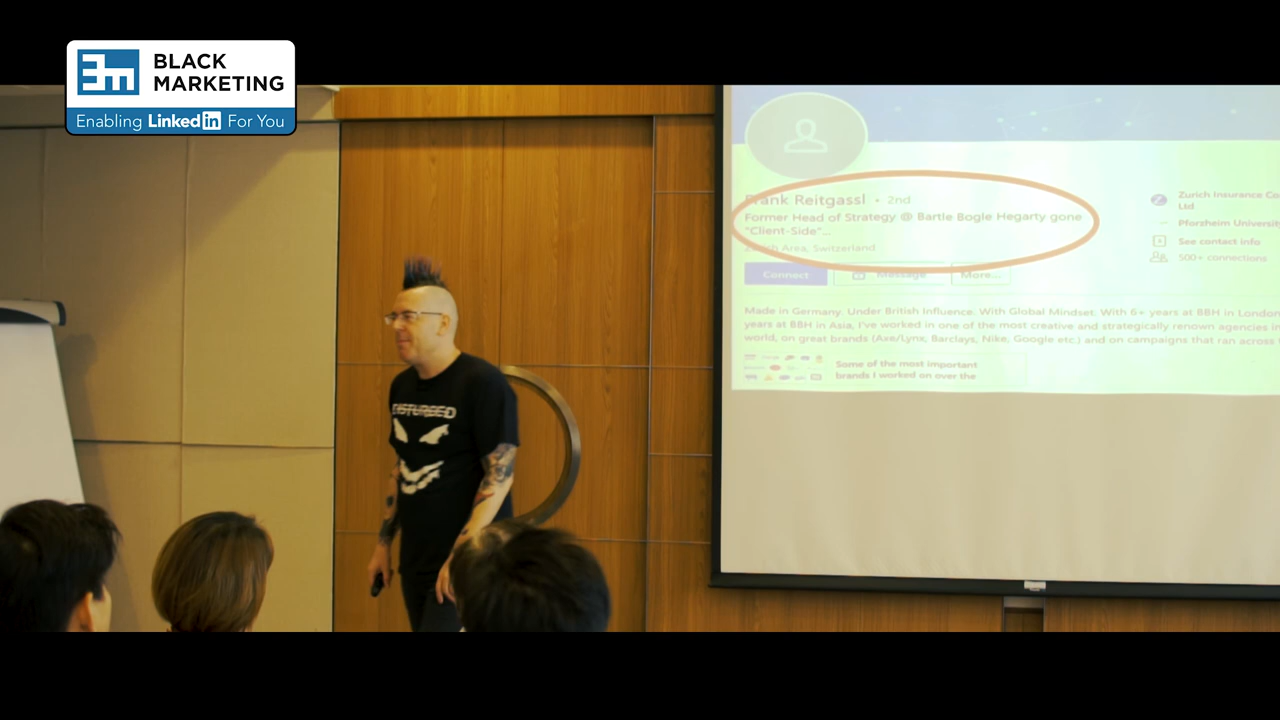 BLACK
MARKETING
Enabling Linkedin For You
DISTURBED
Frank Reitgassl • 2nd
Former Head of Strategy @ Bartle Bogle Hegarty gone
"Client-Side"...
Zurich Area, Switzerland
Connect
Message
More...
Zurich Insurance Co
Ltd
Pforzheim University
See contact info
500+ connections
Made in Germany. Under British Influence. With Global Mindset. With 6+ years at BBH in London
years at BBH in Asia, I've worked in one of the most creative and strategically renown agencies in
world, on great brands (Axe/Lynx, Barclays, Nike, Google etc.) and on campaigns that ran across
Some of the most important
brands I worked on over the